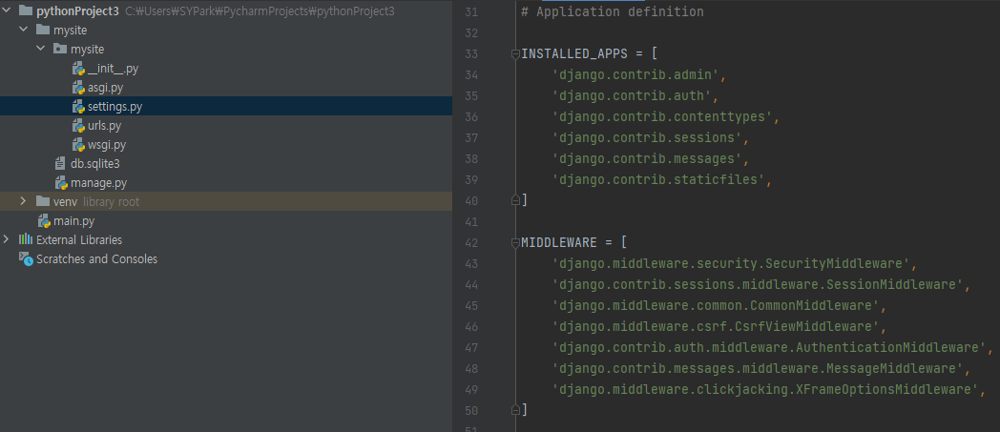 pythonProject3 C:₩Users₩SYPark₩PycharmProjects₩pythonProject3
mysite
mysite
__init__.py
asgi.py
settings.py
urls.py
wsgi.py
db.sqlite3
manage.py
venv library root
main.py
External Libraries
Scratches and Consoles
31 # Application definition
32
33 INSTALLED_APPS = [
34 'django.contrib.admin',
35 'django.contrib.auth',
36 'django.contrib.contenttypes',
37 'django.contrib.sessions',
38 'django.contrib.messages',
39 'django.contrib.staticfiles',
40 ]
41
42 MIDDLEWARE = [
43 'django.middleware.security.SecurityMiddleware',
44 'django.contrib.sessions.middleware.SessionMiddleware',
45 'django.middleware.common.CommonMiddleware',
46 'django.middleware.csrf.CsrfViewMiddleware',
47 'django.contrib.auth.middleware.AuthenticationMiddleware',
48 'django.contrib.messages.middleware.MessageMiddleware',
49 'django.middleware.clickjacking.XFrameOptionsMiddleware',
50 ]
51